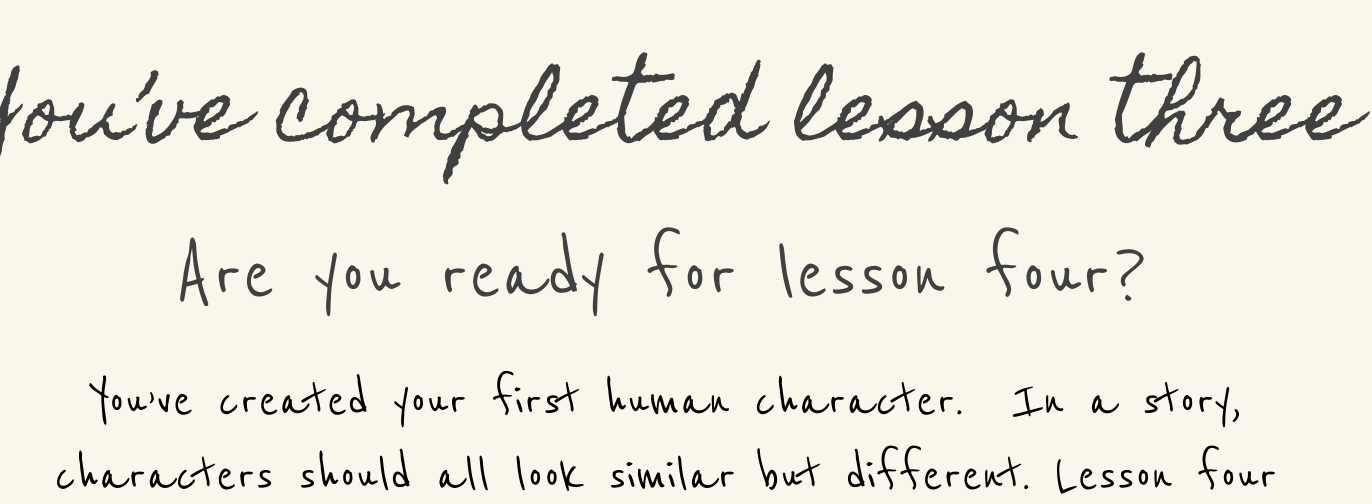 You've completed lesson three
Are you ready for lesson four?
You've created your first human character.  In a story,
characters should all look similar but different. Lesson four